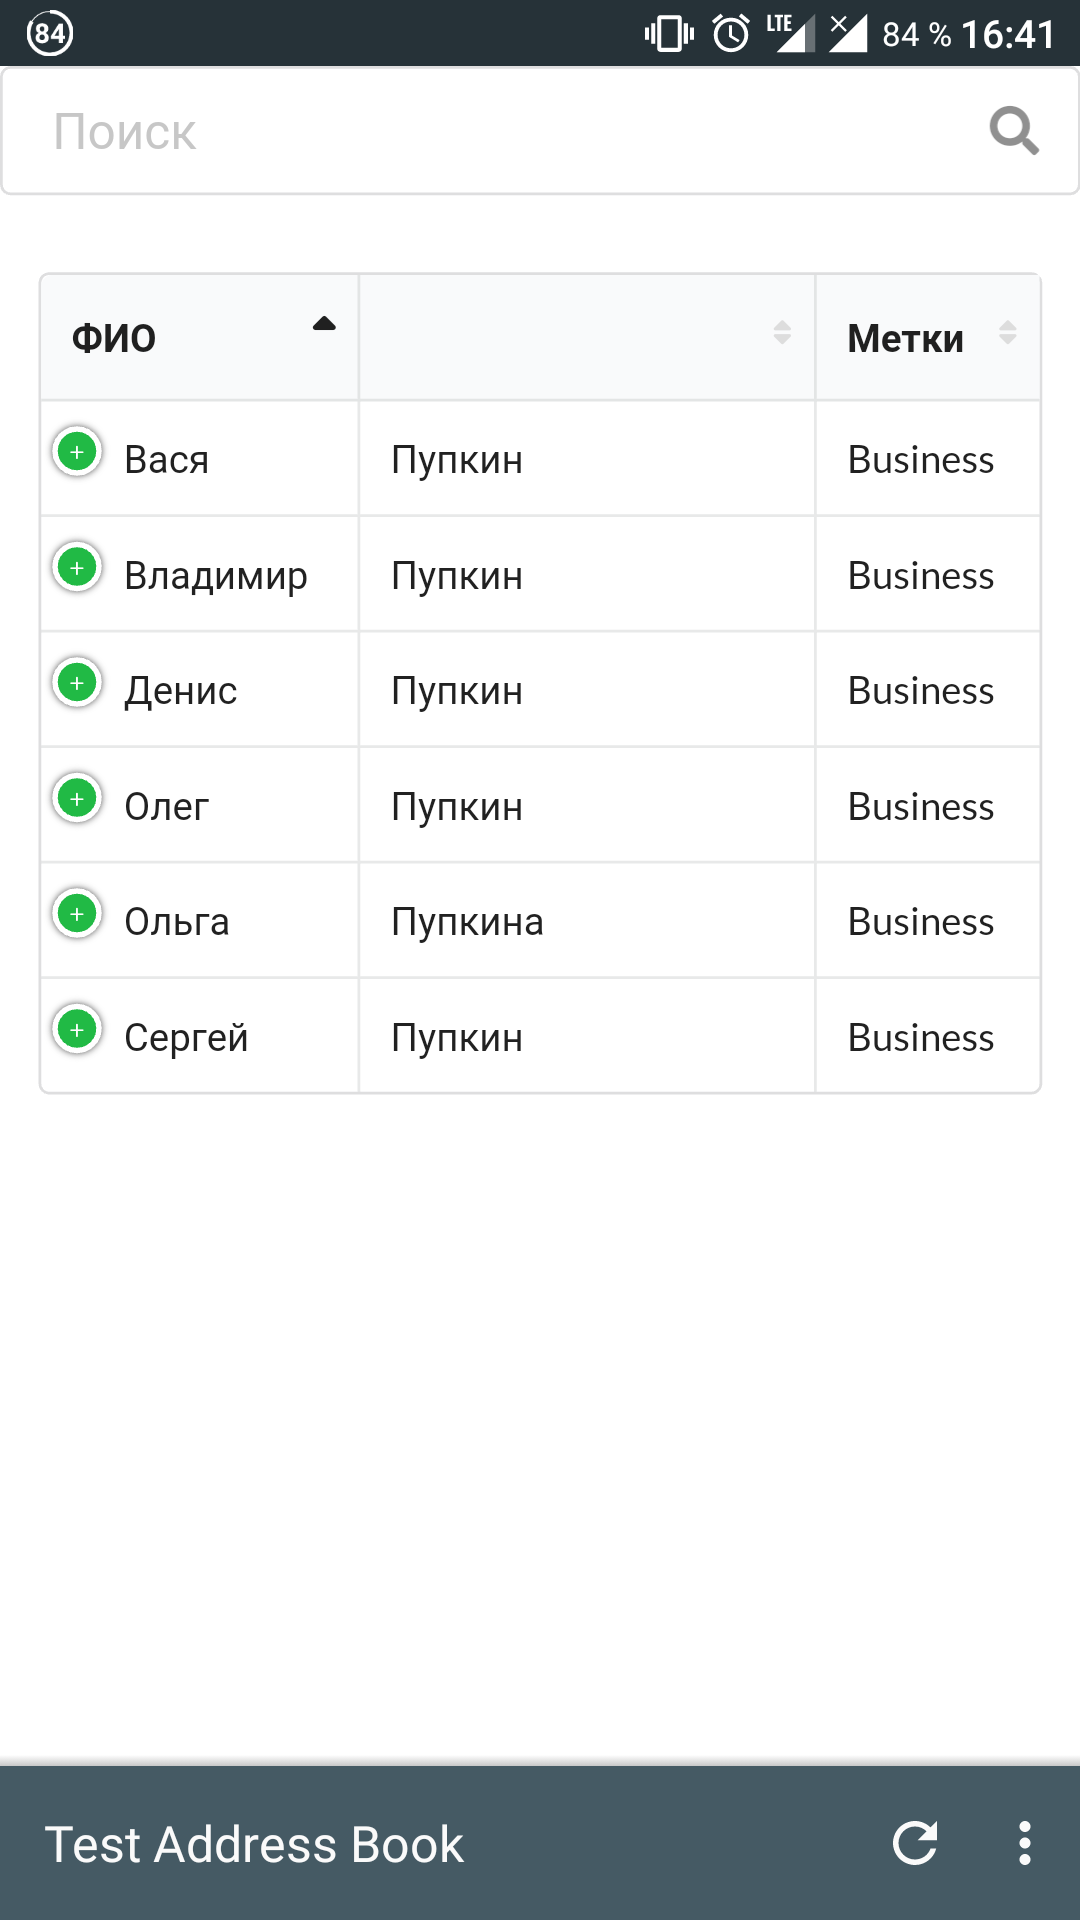 84 LTE 84 % 16:41
Поиск
ФИО Метки
Вася Пупкин Business
Владимир Пупкин Business
Денис Пупкин Business
Олег Пупкин Business
Ольга Пупкина Business
Сергей Пупкин Business
Test Address Book